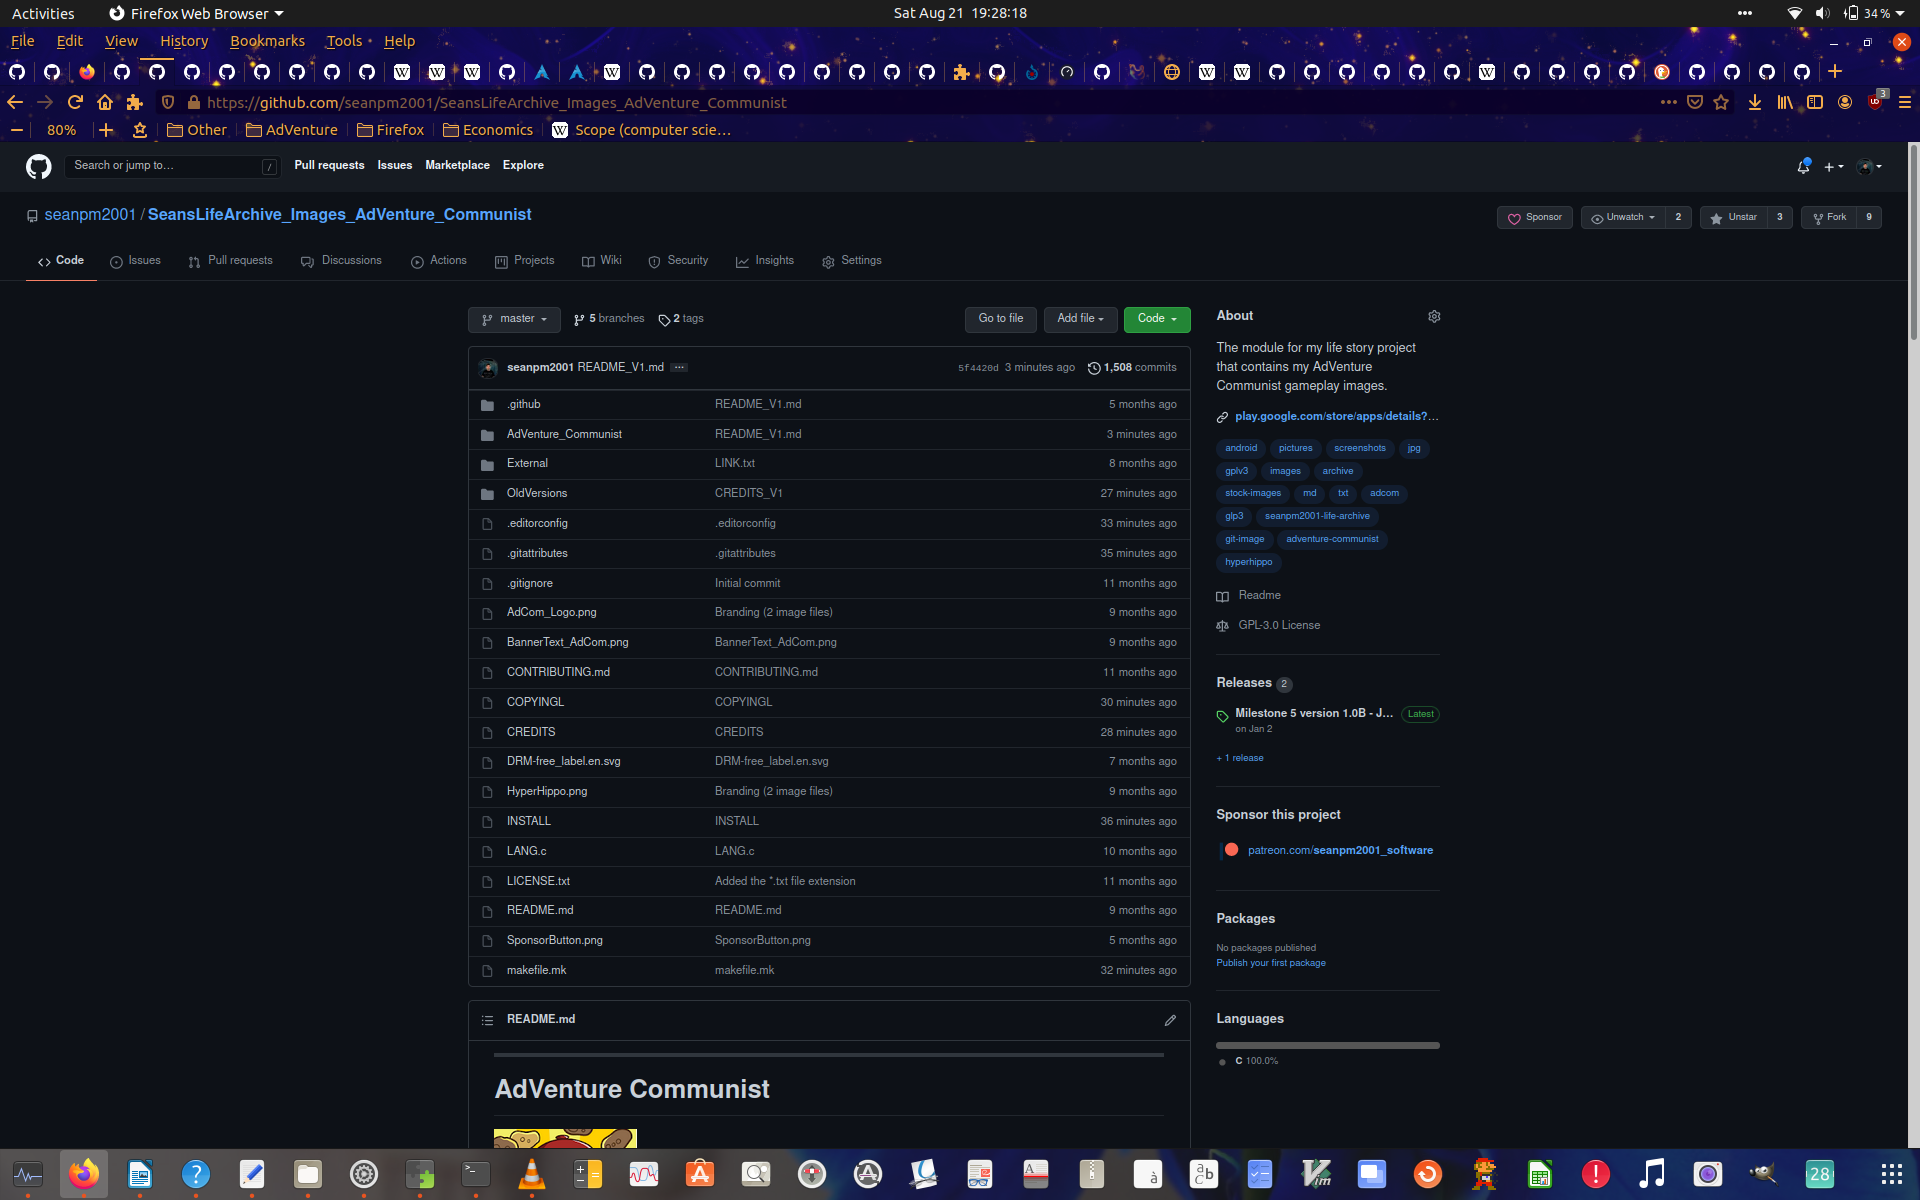 Activities Firefox Web Browser Sat Aug 21 19:28:18 34 %
File Edit View History Bookmarks Tools Help
https://github.com/seanpm2001/SeansLifeArchive_Images_AdVenture_Communist 3
80% Other AdVenture Firefox Economics Scope (computer scie…
Search or jump to… / Pull requests Issues Marketplace Explore
seanpm2001 / SeansLifeArchive_Images_AdVenture_Communist Sponsor Unwatch 2 Unstar 3 Fork 9
Code Issues Pull requests Discussions Actions Projects Wiki Security Insights Settings
master 5 branches 2 tags Go to file Add file Code
seanpm2001 README_V1.md 5f4420d 3 minutes ago 1,508 commits
.github README_V1.md 5 months ago
AdVenture_Communist README_V1.md 3 minutes ago
External LINK.txt 8 months ago
OldVersions CREDITS_V1 27 minutes ago
.editorconfig .editorconfig 33 minutes ago
.gitattributes .gitattributes 35 minutes ago
.gitignore Initial commit 11 months ago
AdCom_Logo.png Branding (2 image files) 9 months ago
BannerText_AdCom.png BannerText_AdCom.png 9 months ago
CONTRIBUTING.md CONTRIBUTING.md 11 months ago
COPYINGL COPYINGL 30 minutes ago
CREDITS CREDITS 28 minutes ago
DRM-free_label.en.svg DRM-free_label.en.svg 7 months ago
HyperHippo.png Branding (2 image files) 9 months ago
INSTALL INSTALL 36 minutes ago
LANG.c LANG.c 10 months ago
LICENSE.txt Added the *.txt file extension 11 months ago
README.md README.md 9 months ago
SponsorButton.png SponsorButton.png 5 months ago
makefile.mk makefile.mk 32 minutes ago
README.md
AdVenture Communist
About
The module for my life story project
that contains my AdVenture
Communist gameplay images.
play.google.com/store/apps/details?…
android pictures screenshots jpg
gplv3 images archive
stock-images md txt adcom
glp3 seanpm2001-life-archive
git-image adventure-communist
hyperhippo
Readme
GPL-3.0 License
Releases 2
Milestone 5 version 1.0B - J… Latest
on Jan 2
+ 1 release
Sponsor this project
patreon.com/seanpm2001_software
Packages
No packages published
Publish your first package
Languages
C 100.0%
28